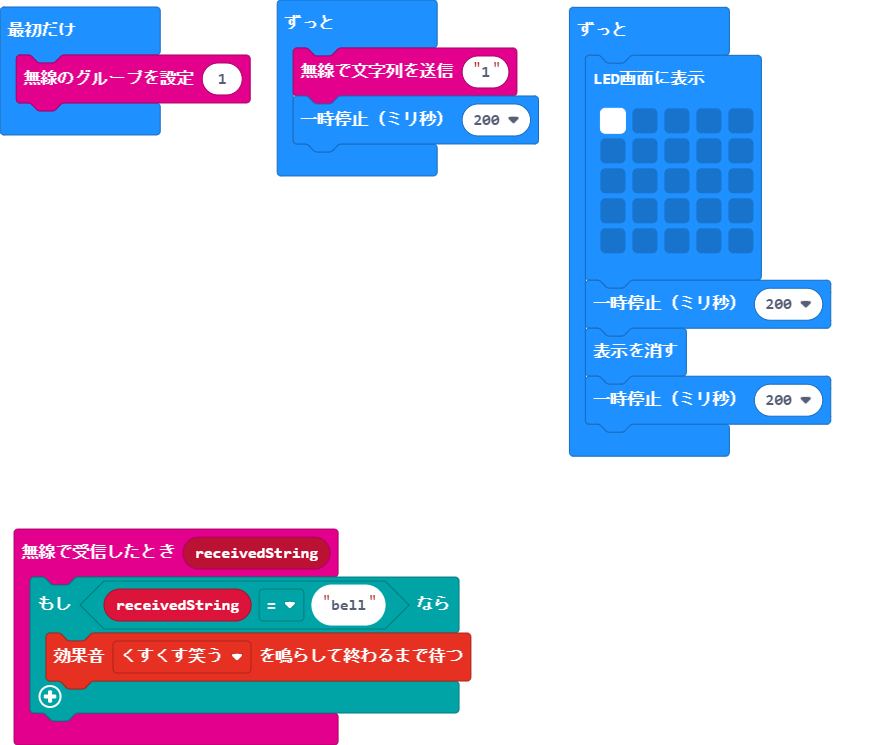 最初だけ
無線のグループを設定 1
ずっと
無線で文字列を送信 "1"
一時停止（ミリ秒） 200
ずっと
LED画面に表示
一時停止（ミリ秒） 200
表示を消す
一時停止（ミリ秒） 200
無線で受信したとき receivedString
もし receivedString = "bell" なら
効果音 くすくす笑う を鳴らして終わるまで待つ